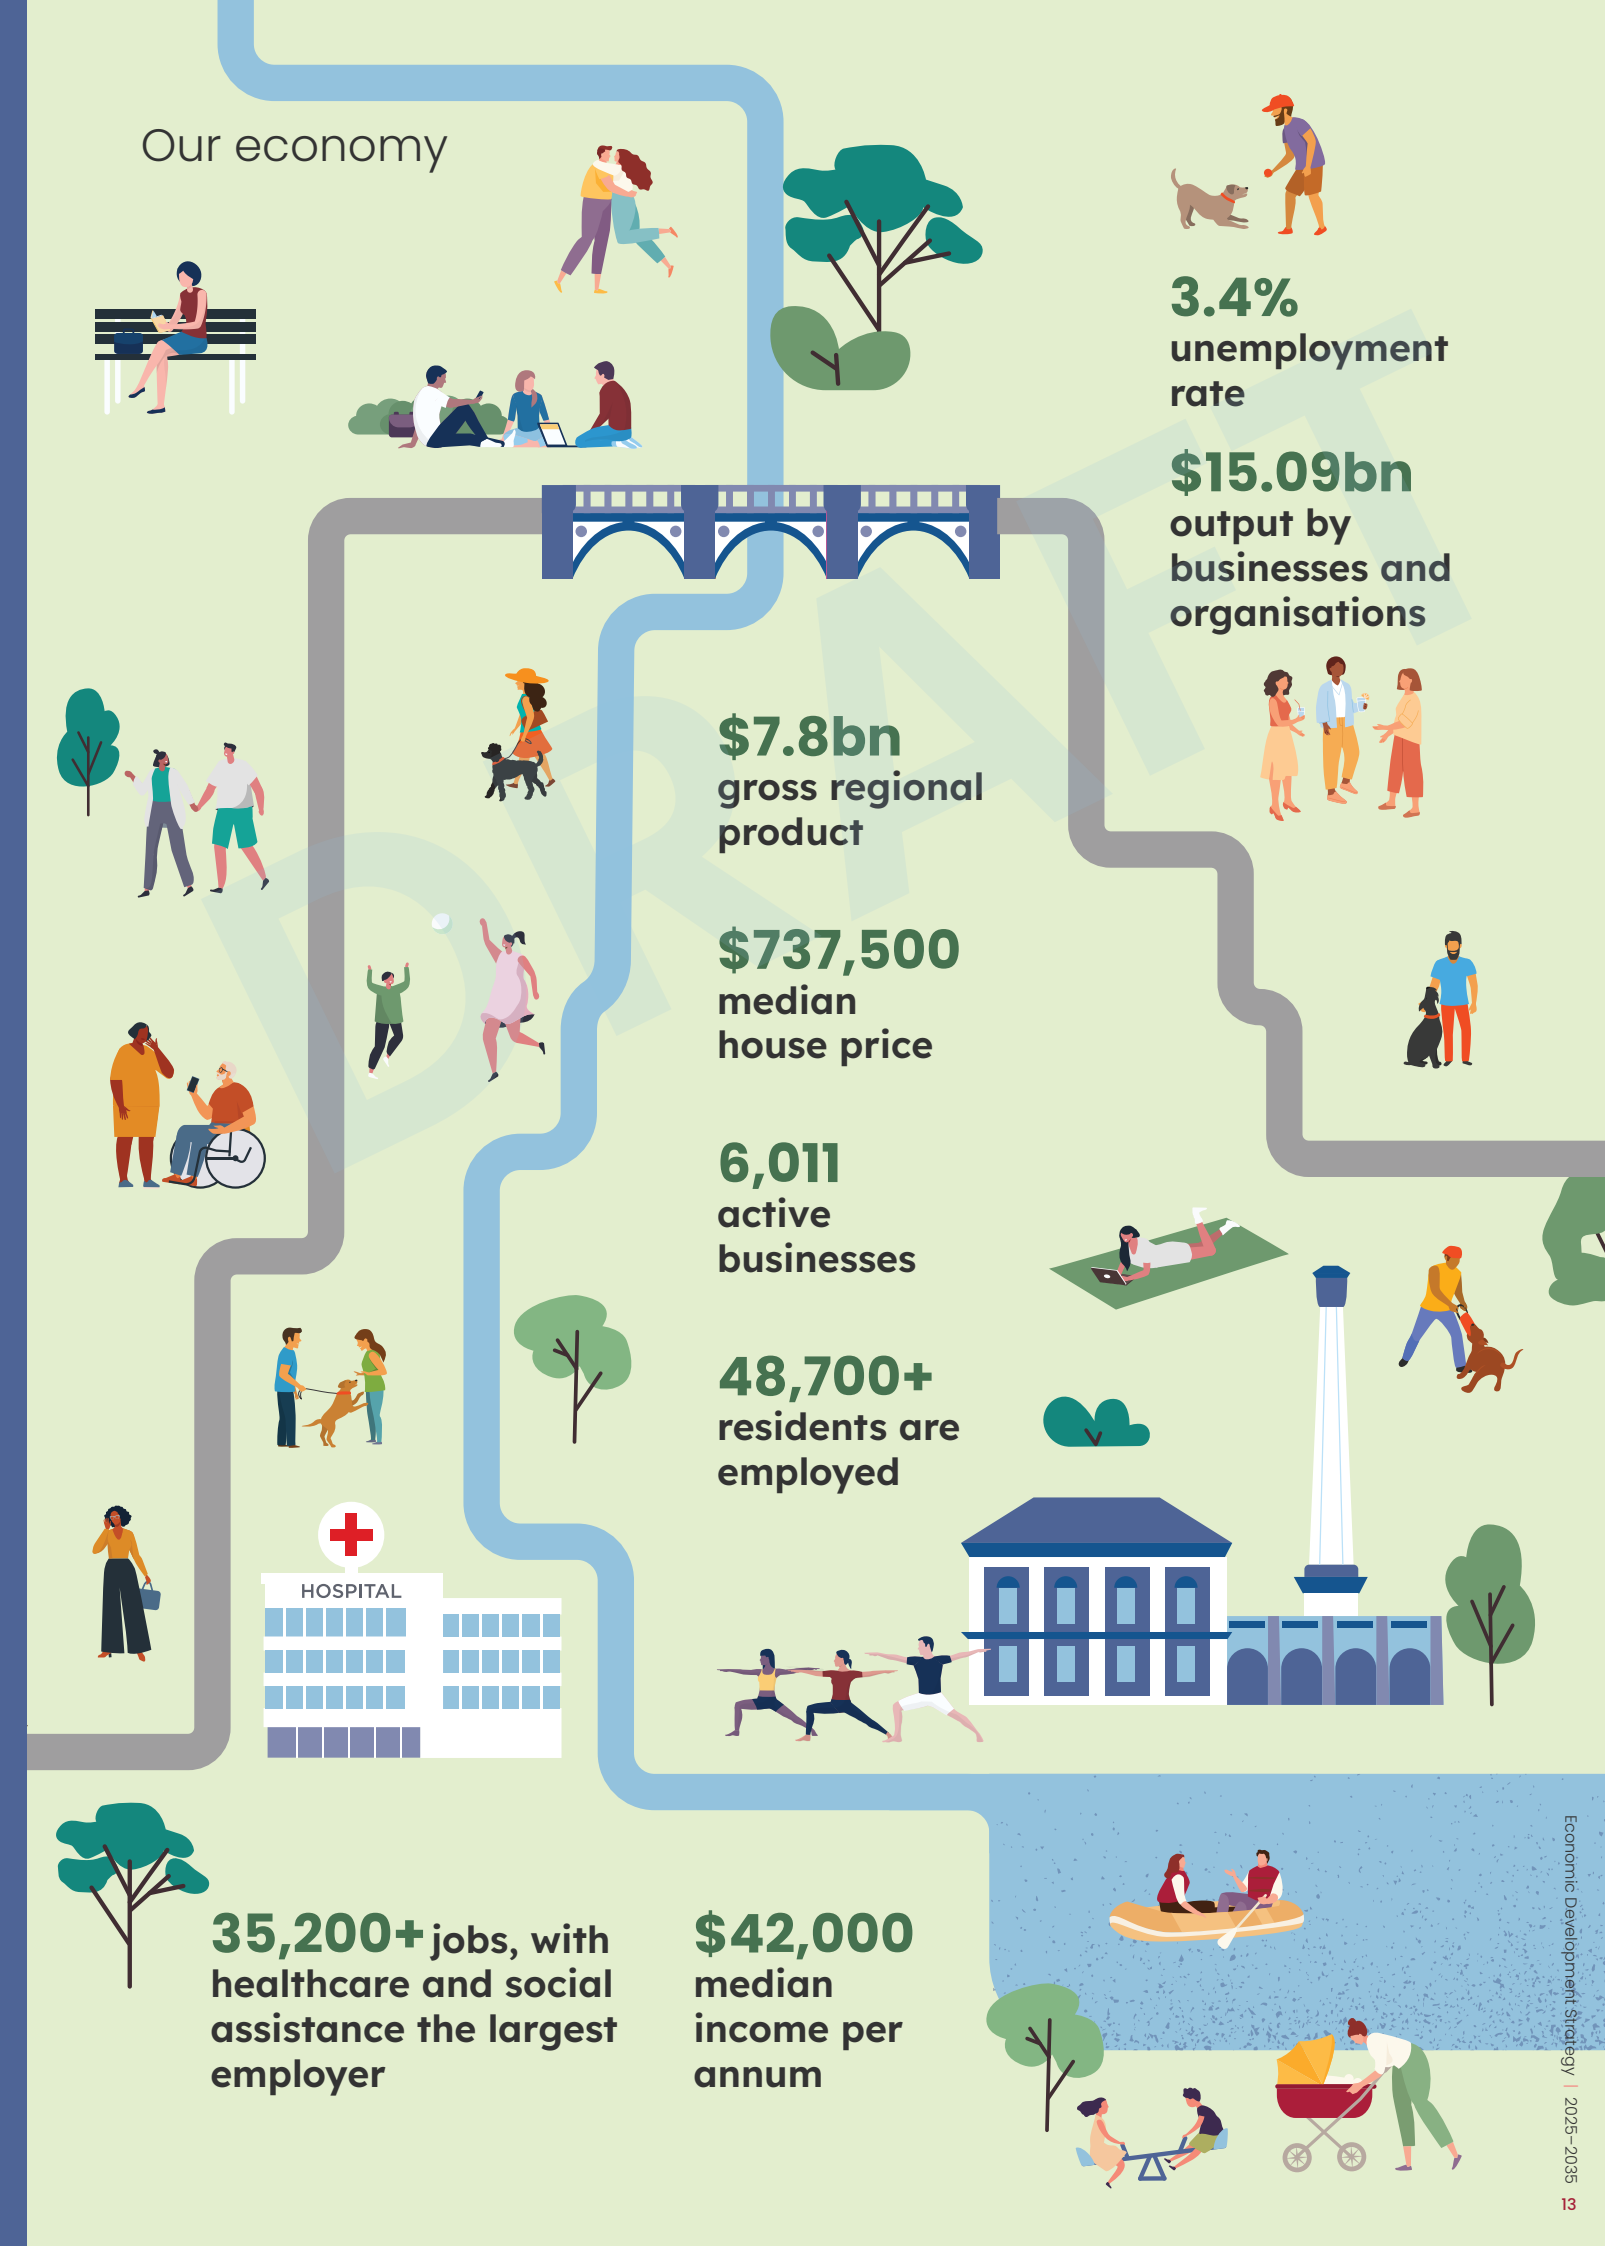 Our economy
3.4%
unemployment
rate
$15.09bn
output by
businesses and
organisations
$7.8bn
gross regional
product
$737,500
median
house price
6,011
active
businesses
48,700+
residents are
employed
HOSPITAL
35,200+ jobs, with
healthcare and social
assistance the largest
employer
$42,000
median
income per
annum
Economic Development Strategy | 2025–2035
13
DRAFT